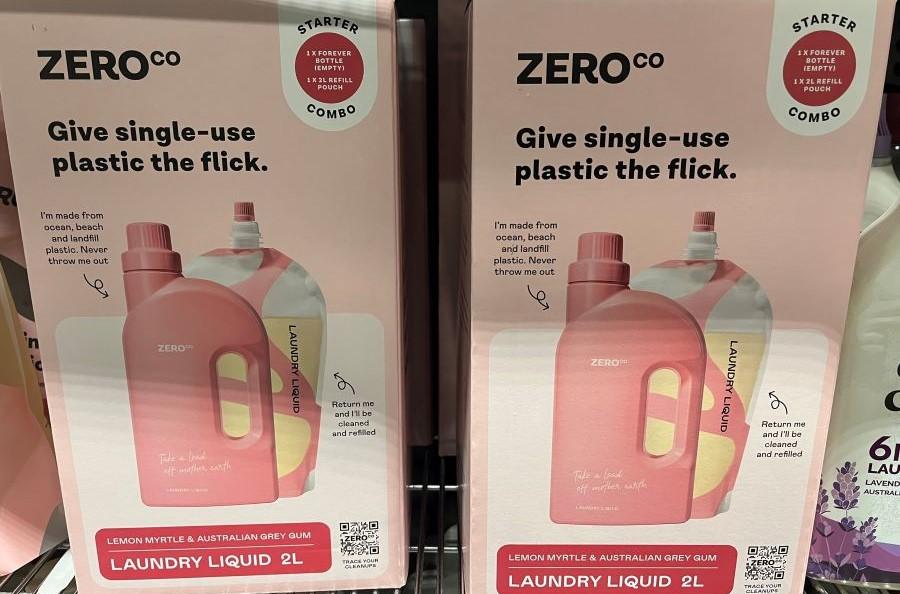 ZEROCO
STARTER
1 X FOREVER
BOTTLE
(EMPTY)
1 X 2L REFILL
POUCH
COMBO
Give single-use
plastic the flick.
I'm made from
ocean, beach
and landfill
plastic. Never
throw me out
ZEROCO
LAUNDRY LIQUID
Take a load
off mother earth
LAUNDRY LIQUID
Return me
and I'll be
cleaned
and refilled
LEMON MYRTLE & AUSTRALIAN GREY GUM
LAUNDRY LIQUID 2L
ZEROCO
TRACE YOUR
CLEANUPS
ZEROCO
STARTER
1 X FOREVER
BOTTLE
(EMPTY)
1 X 2L REFILL
POUCH
COMBO
Give single-use
plastic the flick.
I'm made from
ocean, beach
and landfill
plastic. Never
throw me out
ZEROCO
LAUNDRY LIQUID
Take a load
off mother earth
LAUNDRY LIQUID
Return me
and I'll be
cleaned
and refilled
LEMON MYRTLE & AUSTRALIAN GREY GUM
LAUNDRY LIQUID 2L
ZEROCO
TRACE YOUR
CLEANUPS